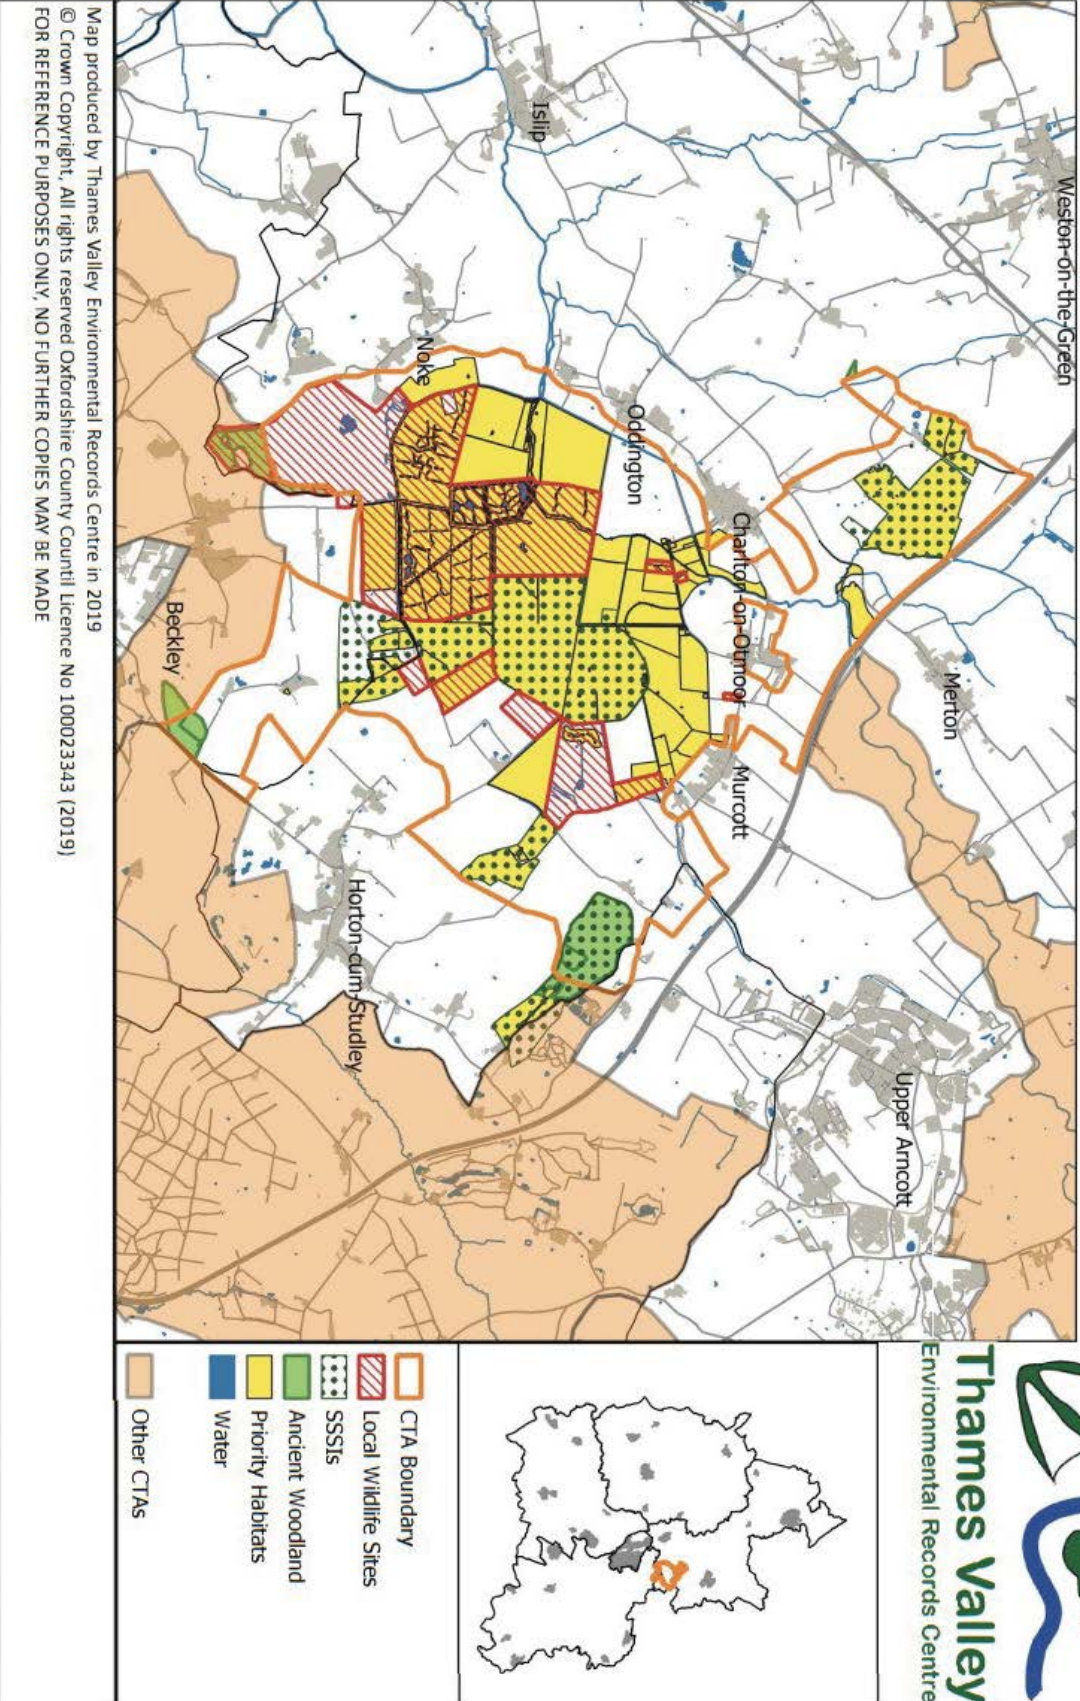 Weston-on-the-Green
Islip
Merton
Charlton-on-Otmoor
Oddington
Murcott
Upper Arncott
Noke
Horton-cum-Studley
Beckley
Thames Valley
Environmental Records Centre
CTA Boundary
Local Wildlife Sites
SSSIs
Ancient Woodland
Priority Habitats
Water
Other CTAs
Map produced by Thames Valley Environmental Records Centre in 2019
© Crown Copyright, All rights reserved Oxfordshire County Council Licence No 100023343 (2019)
FOR REFERENCE PURPOSES ONLY, NO FURTHER COPIES MAY BE MADE